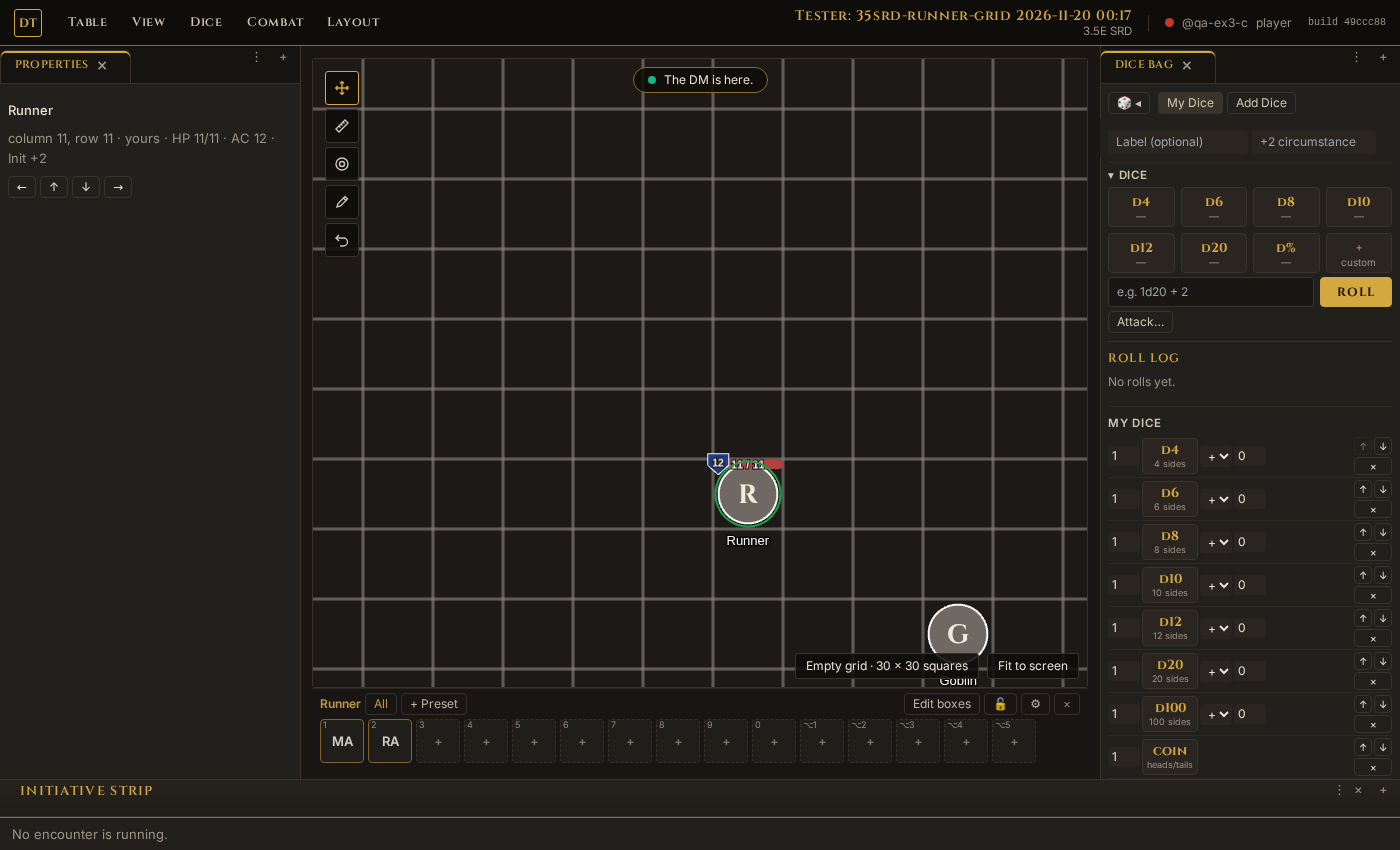 DT
Table
View
Dice
Combat
Layout
Tester: 35srd-runner-grid 2026-11-20 00:17
3.5E SRD
@qa-ex3-c player
build 49ccc88
Properties
Runner
column 11, row 11 · yours · HP 11/11 · AC 12 ·
Init +2
The DM is here.
12
11 / 11
R
Runner
G
Goblin
Empty grid · 30 × 30 squares
Fit to screen
Runner
All
+ Preset
Edit boxes
1 MA
2 RA
3 +
4 +
5 +
6 +
7 +
8 +
9 +
0 +
⌥1 +
⌥2 +
⌥3 +
⌥4 +
⌥5 +
Dice Bag
My Dice
Add Dice
Label (optional)
+2 circumstance
▾ DICE
D4 —
D6 —
D8 —
D10 —
D12 —
D20 —
D% —
+ custom
e.g. 1d20 + 2
ROLL
Attack…
Roll Log
No rolls yet.
MY DICE
1 D4 + 0
4 sides
1 D6 + 0
6 sides
1 D8 + 0
8 sides
1 D10 + 0
10 sides
1 D12 + 0
12 sides
1 D20 + 0
20 sides
1 D100 + 0
100 sides
1 COIN
heads/tails
Initiative Strip
No encounter is running.